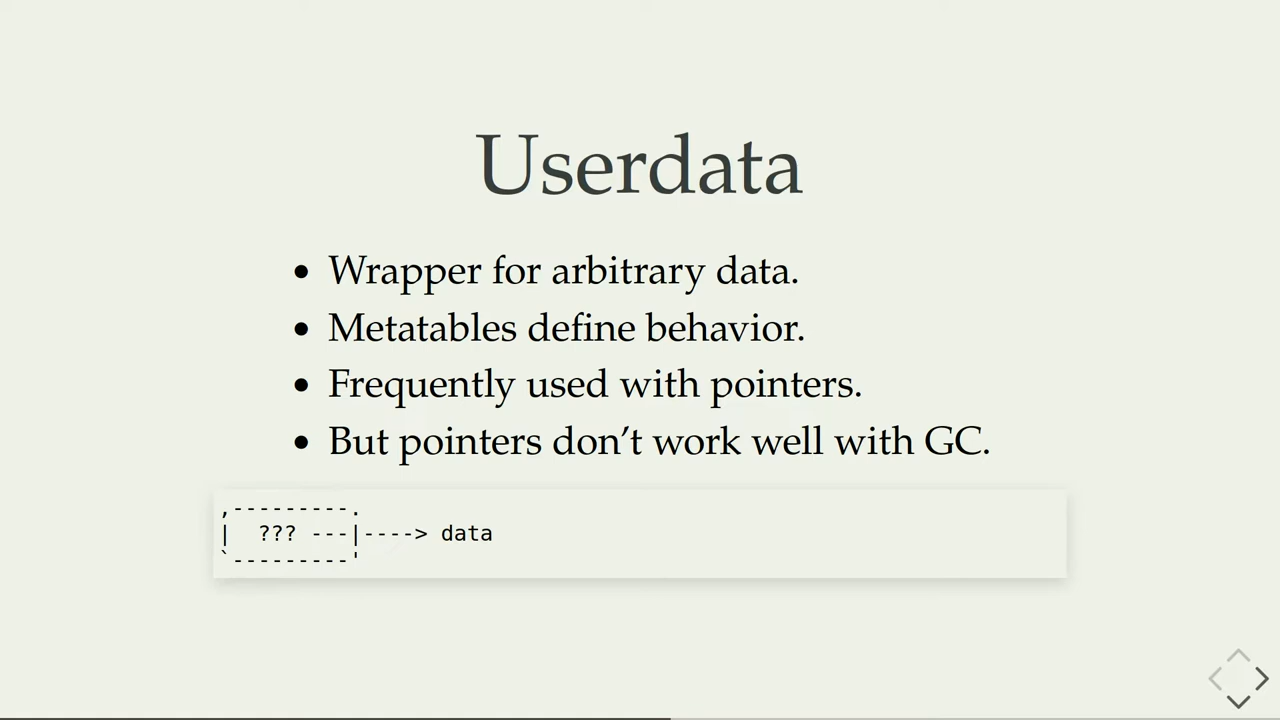 Userdata
• Wrapper for arbitrary data.
• Metatables define behavior.
• Frequently used with pointers.
• But pointers don’t work well with GC.
,---------.
|  ??? ---|----> data
`---------'